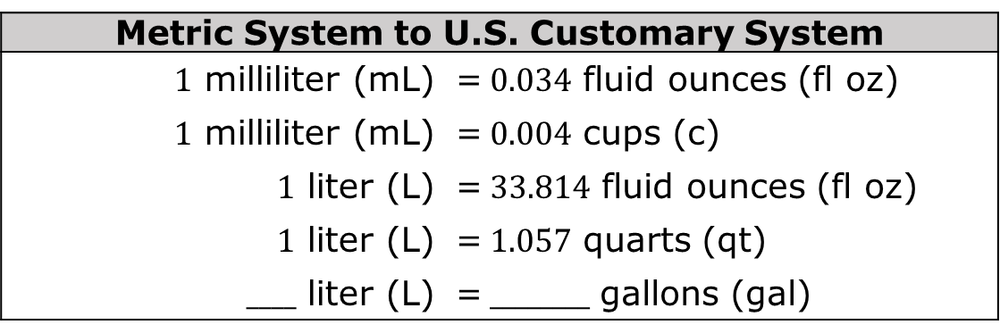 Metric System to U.S. Customary System
1 milliliter (mL) = 0.034 fluid ounces (fl oz)
1 milliliter (mL) = 0.004 cups (c)
1 liter (L) = 33.814 fluid ounces (fl oz)
1 liter (L) = 1.057 quarts (qt)
___ liter (L) = ______ gallons (gal)